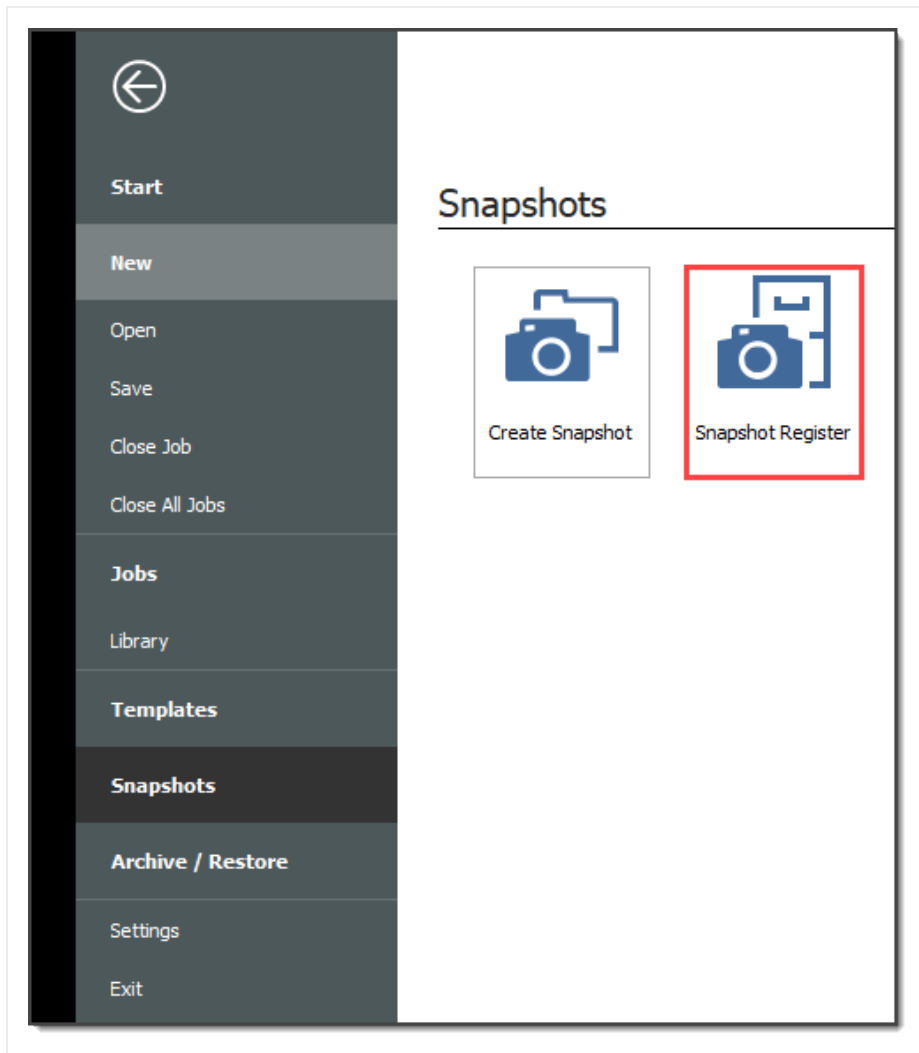 Start
New
Open
Save
Close Job
Close All Jobs
Jobs
Library
Templates
Snapshots
Archive / Restore
Settings
Exit
Snapshots
Create Snapshot
Snapshot Register